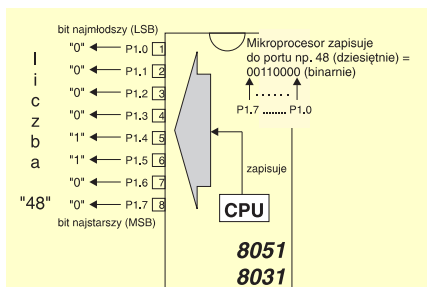 bit najmłodszy (LSB)
liczba
"48"
"0" P1.0 1
"0" P1.1 2
"0" P1.2 3
"0" P1.3 4
"1" P1.4 5
"1" P1.5 6
"0" P1.6 7
"0" P1.7 8
bit najstarszy (MSB)
Mikroprocesor zapisuje
do portu np. 48 (dziesiętnie) =
00110000 (binarnie)
P1.7 ........ P1.0
zapisuje
CPU
8051
8031